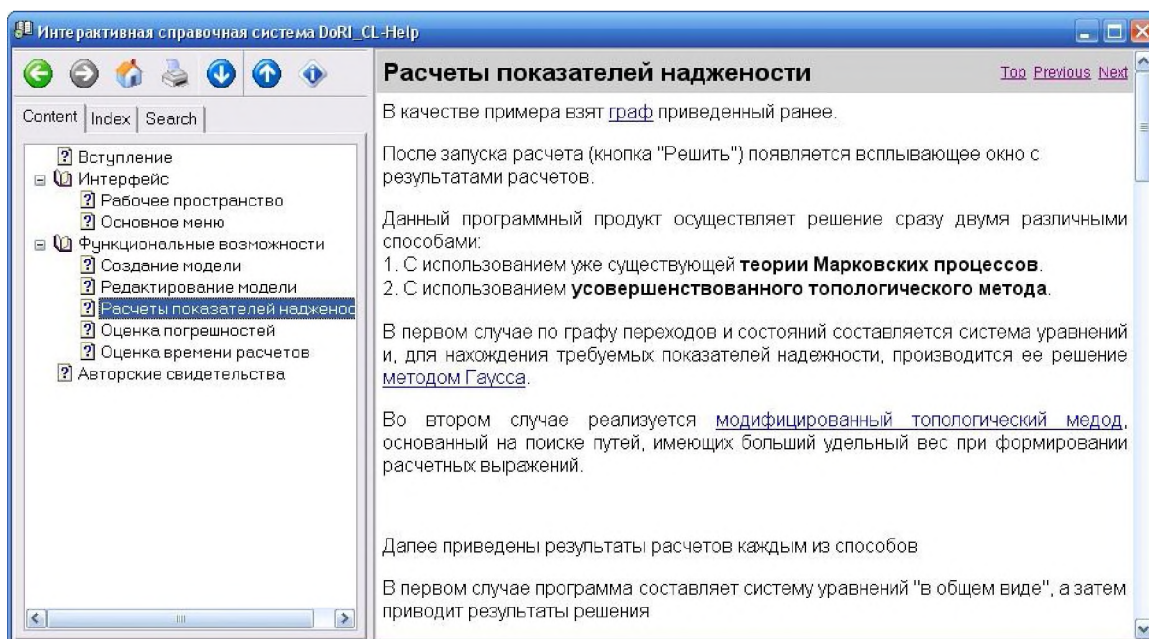 Интерактивная справочная система DoRI_CL-Help
Content Index Search
Вступление
Интерфейс
Рабочее пространство
Основное меню
Функциональные возможности
Создание модели
Редактирование модели
Расчеты показателей надженос
Оценка погрешностей
Оценка времени расчетов
Авторские свидетельства
Расчеты показателей наджености
Top Previous Next
В качестве примера взят граф приведенный ранее.
После запуска расчета (кнопка "Решить") появляется всплывающее окно с
результатами расчетов.
Данный программный продукт осуществляет решение сразу двумя различными
способами:
1. С использованием уже существующей теории Марковских процессов.
2. С использованием усовершенствованного топологического метода.
В первом случае по графу переходов и состояний составляется система уравнений
и, для нахождения требуемых показателей надежности, производится ее решение
методом Гаусса.
Во втором случае реализуется модифицированный топологический медод,
основанный на поиске путей, имеющих больший удельный вес при формировании
расчетных выражений.
Далее приведены результаты расчетов каждым из способов
В первом случае программа составляет систему уравнений "в общем виде", а затем
приводит результаты решения